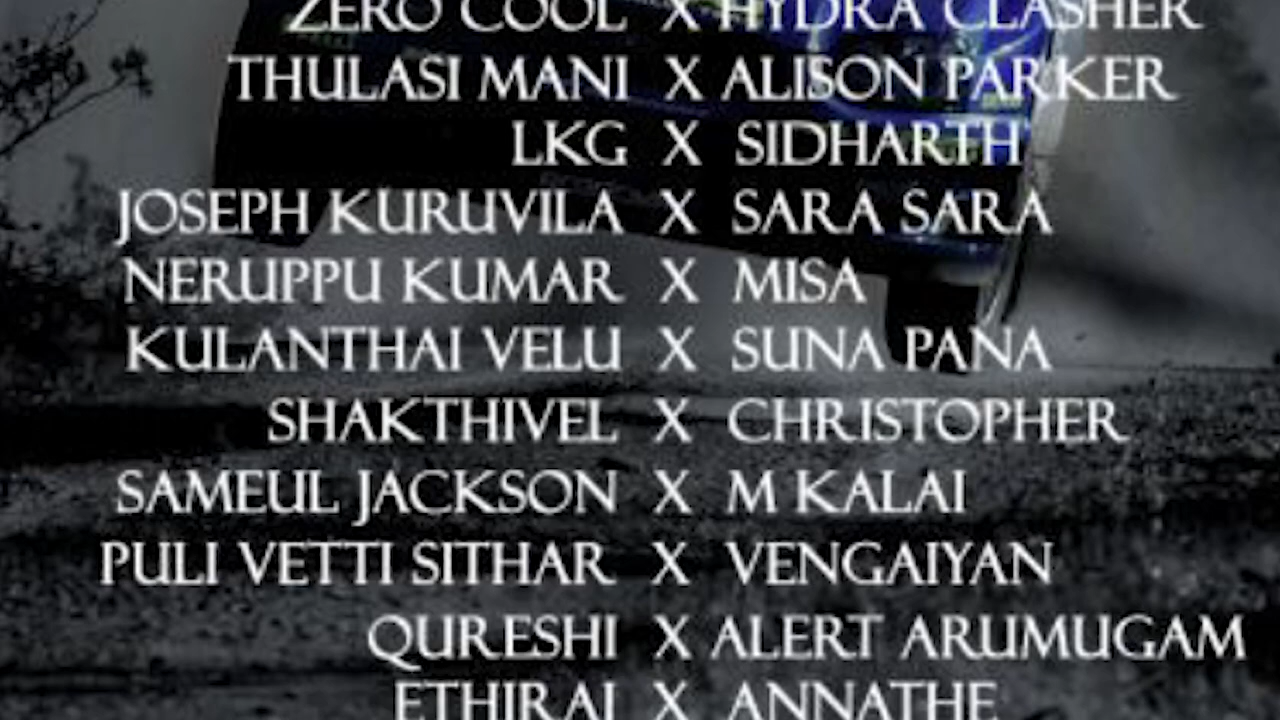 ZERO COOL X HYDRA CLASHER
THULASI MANI X ALISON PARKER
LKG X SIDHARTH
JOSEPH KURUVILA X SARA SARA
NERUPPU KUMAR X MISA
KULANTHAI VELU X SUNA PANA
SHAKTHIVEL X CHRISTOPHER
SAMEUL JACKSON X M KALAI
PULI VETTI SITHAR X VENGAIYAN
QURESHI X ALERT ARUMUGAM
ETHIRAJ X ANNATHE